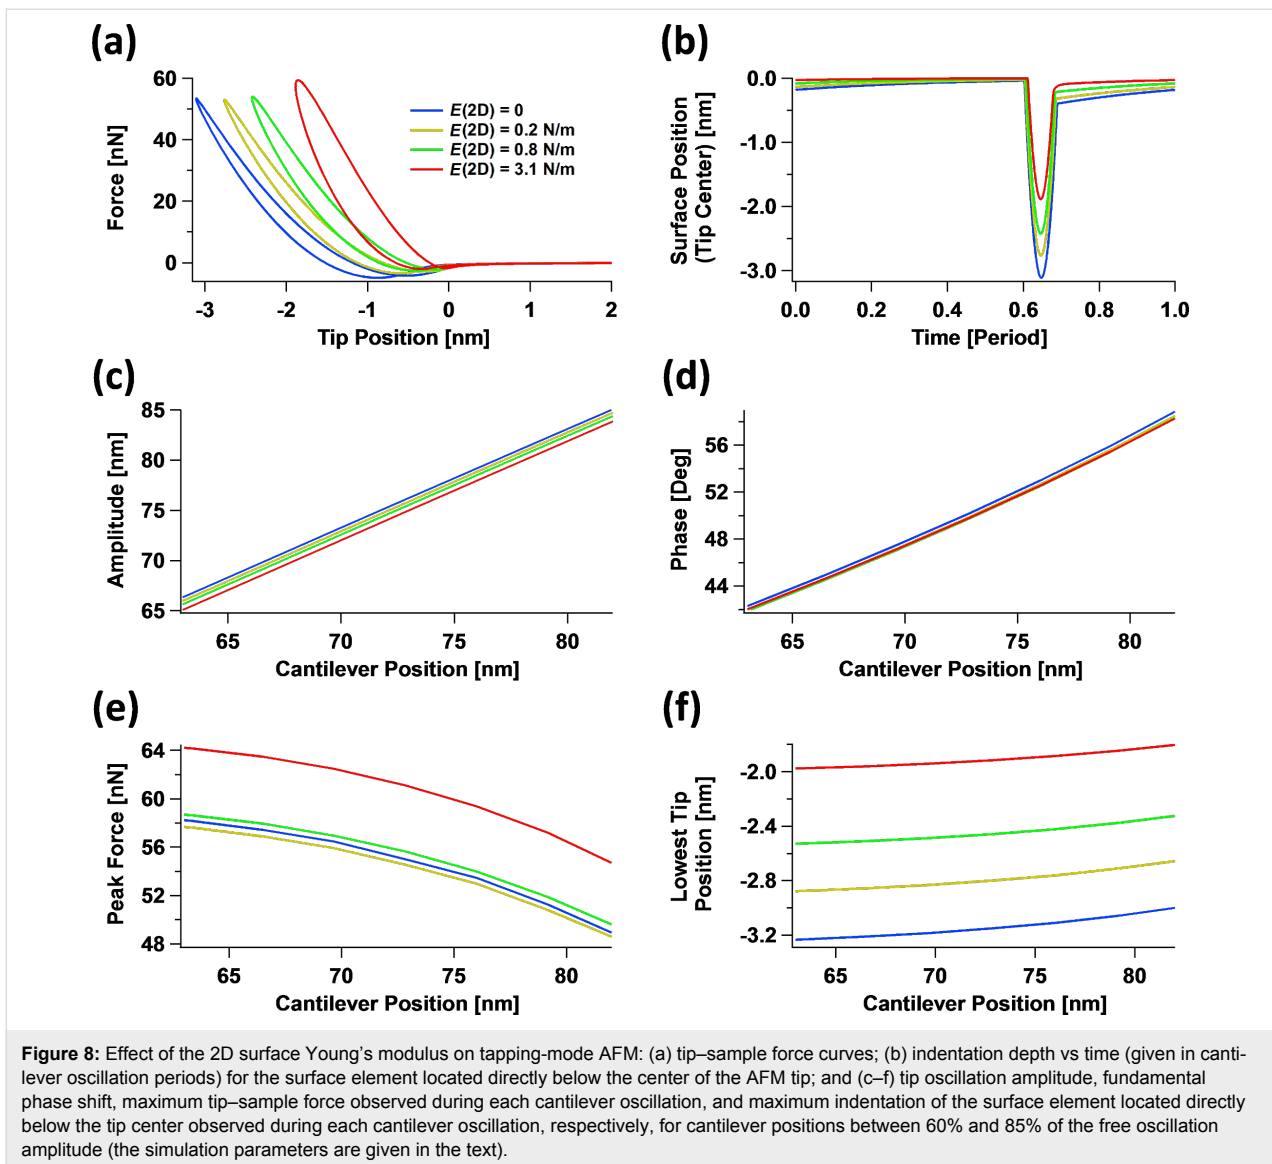 (a)
60
40
20
0
Force [nN]
-3 -2 -1 0 1 2
Tip Position [nm]
E(2D) = 0
E(2D) = 0.2 N/m
E(2D) = 0.8 N/m
E(2D) = 3.1 N/m
(b)
0.0
-1.0
-2.0
-3.0
Surface Position
(Tip Center) [nm]
0.0 0.2 0.4 0.6 0.8 1.0
Time [Period]
(c)
85
80
75
70
65
Amplitude [nm]
65 70 75 80
Cantilever Position [nm]
(d)
56
52
48
44
Phase [Deg]
65 70 75 80
Cantilever Position [nm]
(e)
64
60
56
52
48
Peak Force [nN]
65 70 75 80
Cantilever Position [nm]
(f)
-2.0
-2.4
-2.8
-3.2
Lowest Tip
Position [nm]
65 70 75 80
Cantilever Position [nm]
Figure 8: Effect of the 2D surface Young's modulus on tapping-mode AFM: (a) tip–sample force curves; (b) indentation depth vs time (given in canti-
lever oscillation periods) for the surface element located directly below the center of the AFM tip; and (c–f) tip oscillation amplitude, fundamental
phase shift, maximum tip–sample force observed during each cantilever oscillation, and maximum indentation of the surface element located directly
below the tip center observed during each cantilever oscillation, respectively, for cantilever positions between 60% and 85% of the free oscillation
amplitude (the simulation parameters are given in the text).